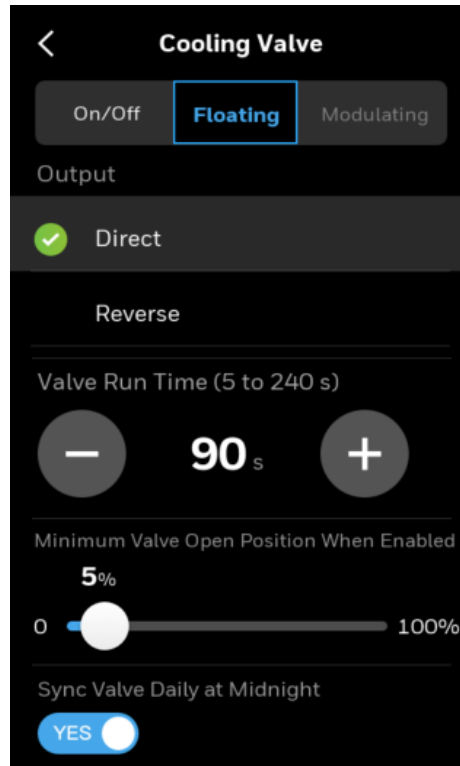 Cooling Valve
On/Off Floating Modulating
Output
Direct
Reverse
Valve Run Time (5 to 240 s)
90 s
Minimum Valve Open Position When Enabled
5%
0 100%
Sync Valve Daily at Midnight
YES